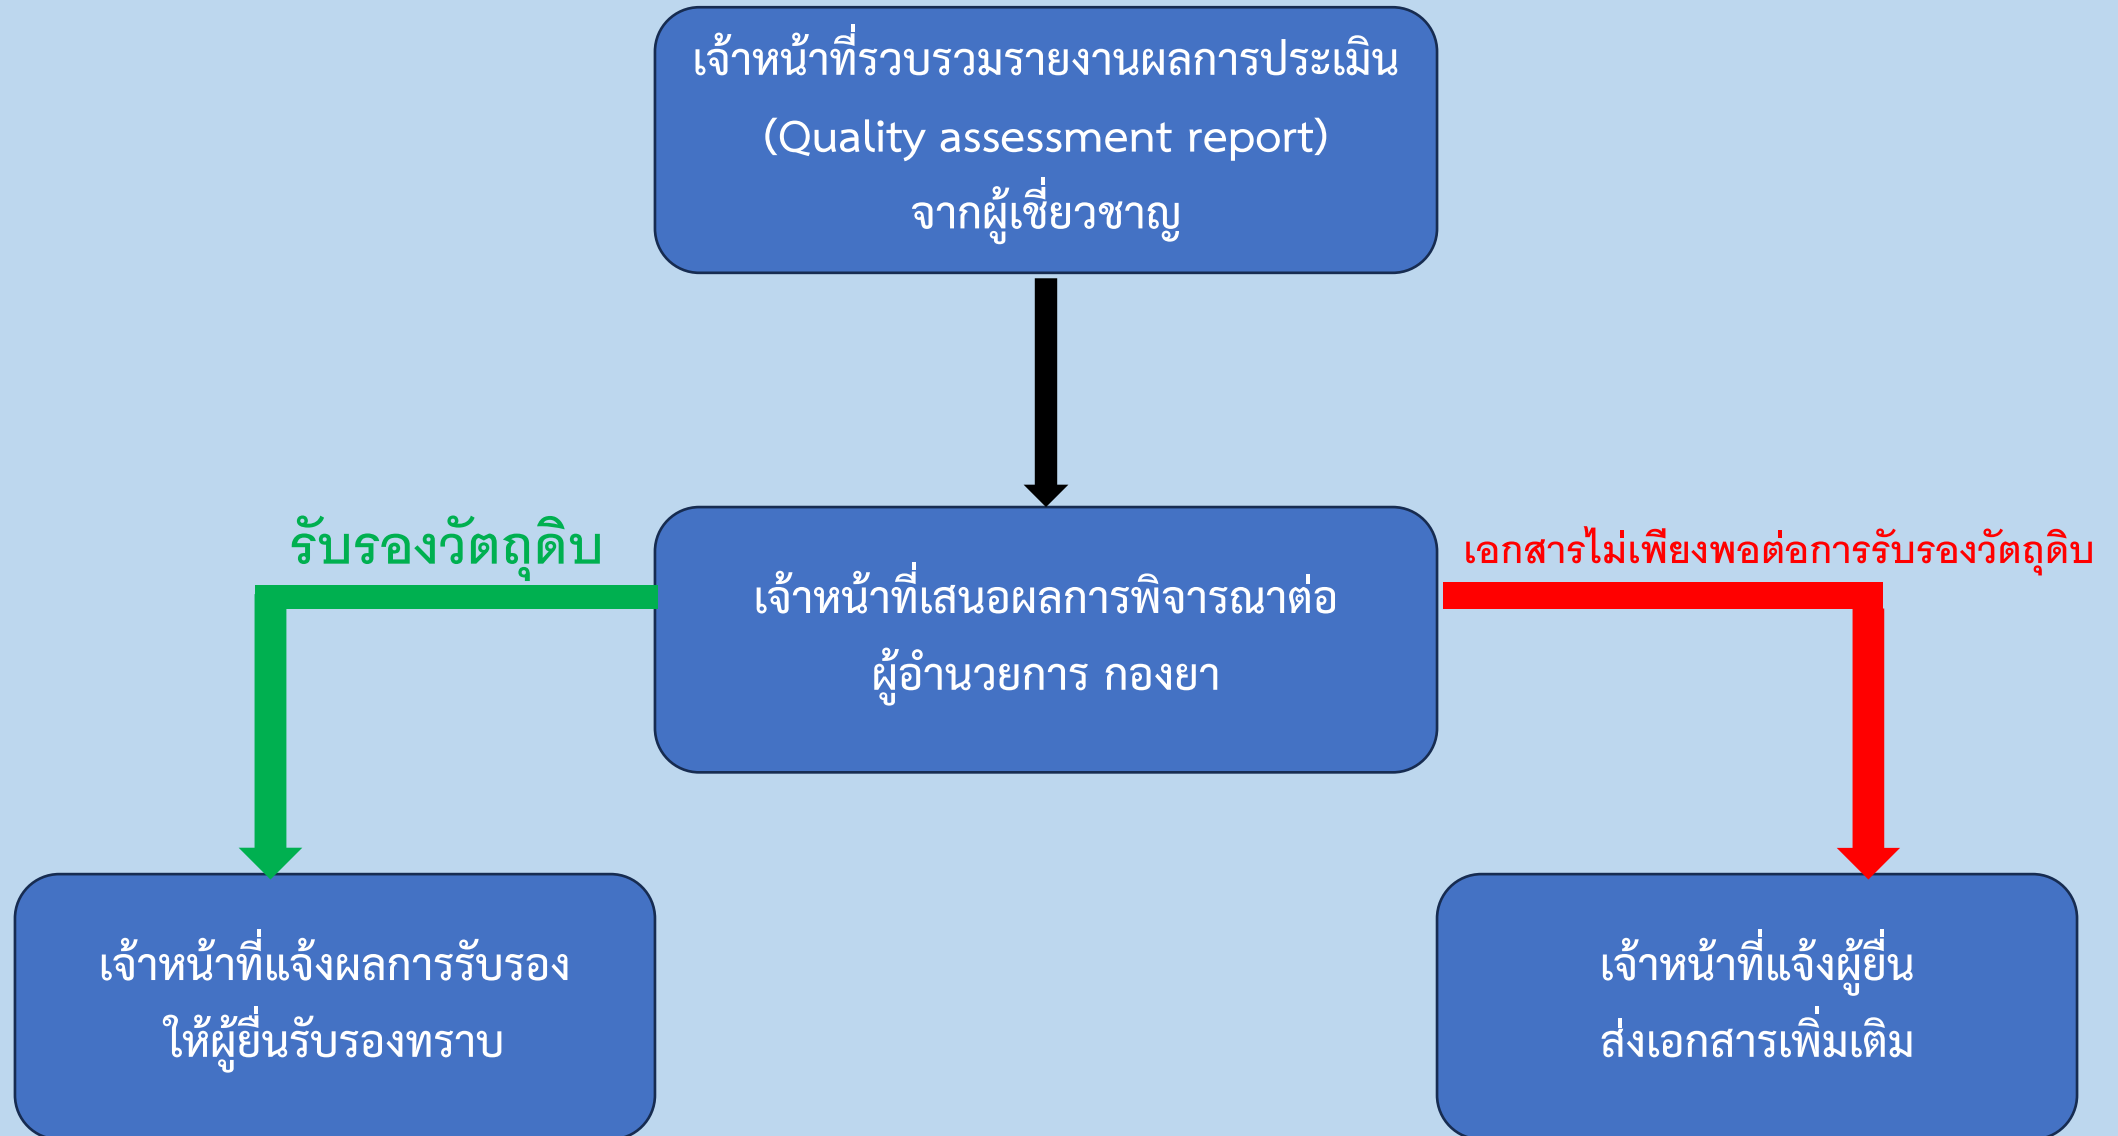 เจ้าหน้าที่รวบรวมรายงานผลการประเมิน
(Quality assessment report)
จากผู้เชี่ยวชาญ
รับรองวัตถุดิบ
เอกสารไม่เพียงพอต่อการรับรองวัตถุดิบ
เจ้าหน้าที่เสนอผลการพิจารณาต่อ
ผู้อำนวยการ กองยา
เจ้าหน้าที่แจ้งผลการรับรอง
ให้ผู้ยื่นรับรองทราบ
เจ้าหน้าที่แจ้งผู้ยื่น
ส่งเอกสารเพิ่มเติม